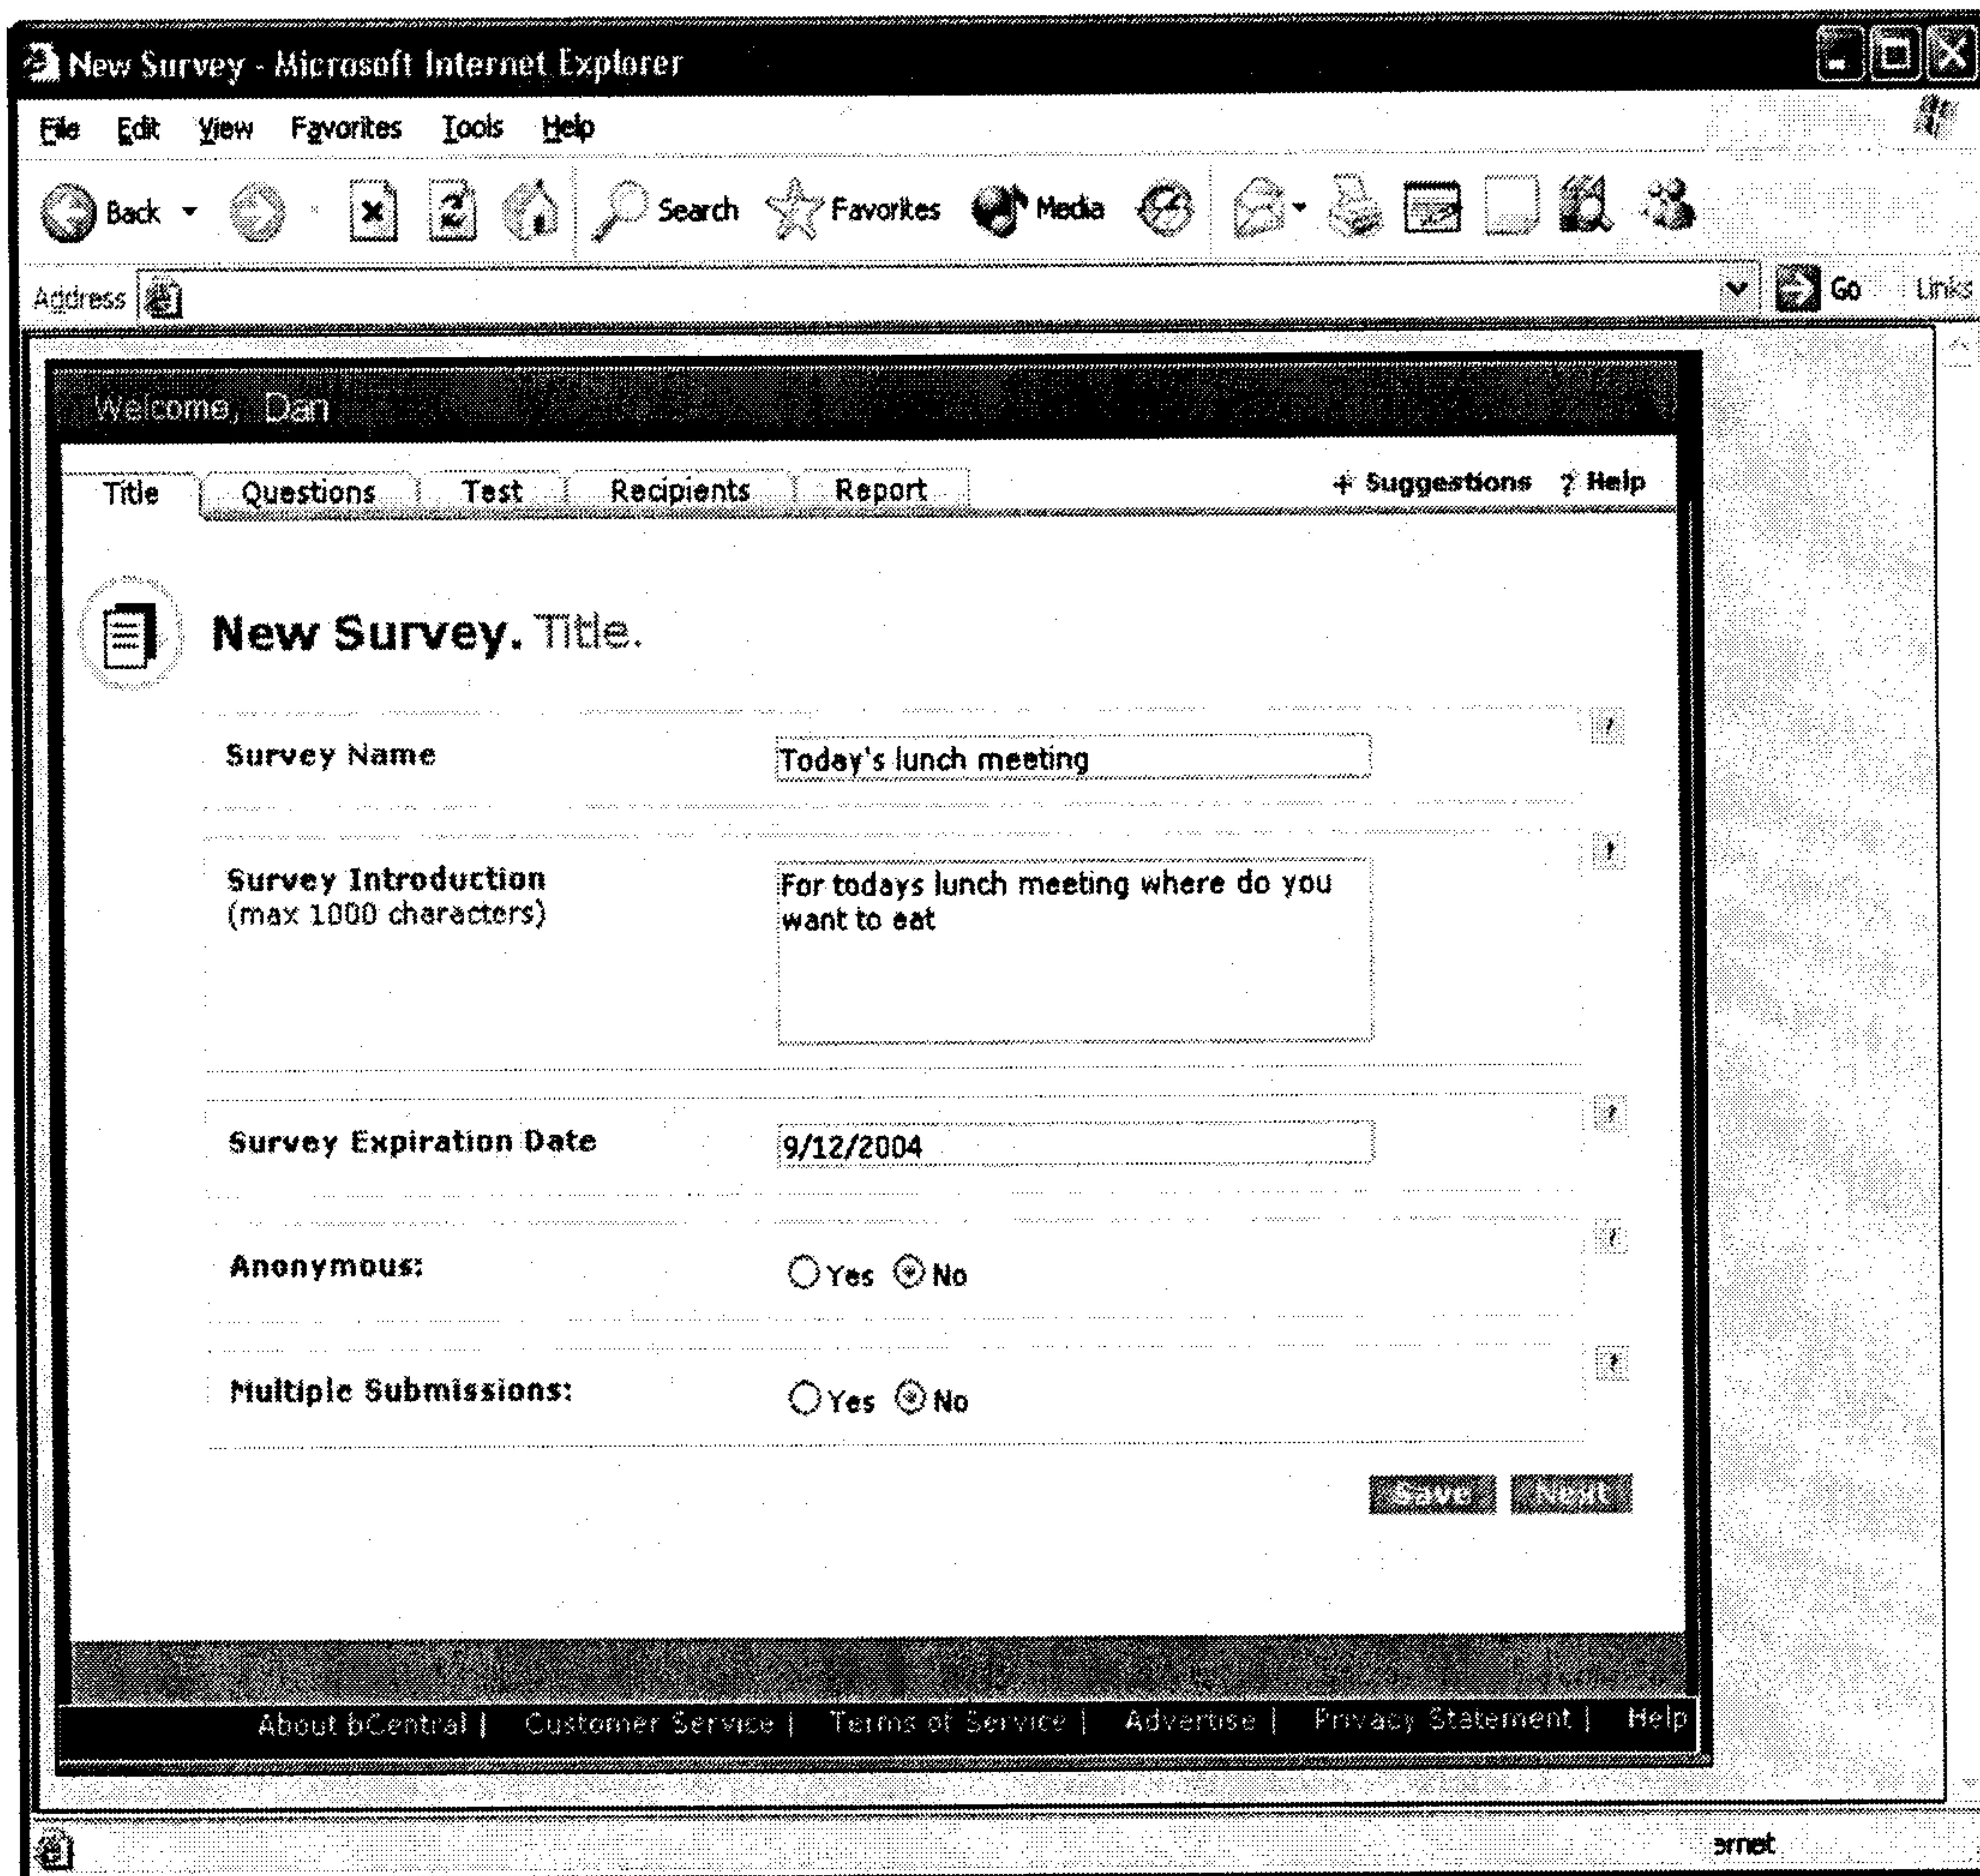 New Survey - Microsoft Internet Explorer
File Edit View Favorites Tools Help
Back Search Favorites Media
Address Go Links
Welcome, Dan
Title Questions Test Recipients Report + Suggestions ? Help
New Survey. Title.
?
Survey Name Today's lunch meeting
?
Survey Introduction For todays lunch meeting where do you
(max 1000 characters) want to eat
?
Survey Expiration Date 9/12/2004
?
Anonymous: Yes No
?
Multiple Submissions: Yes No
Save Next
About bCentral | Customer Service | Terms of Service | Advertise | Privacy Statement | Help
ernet